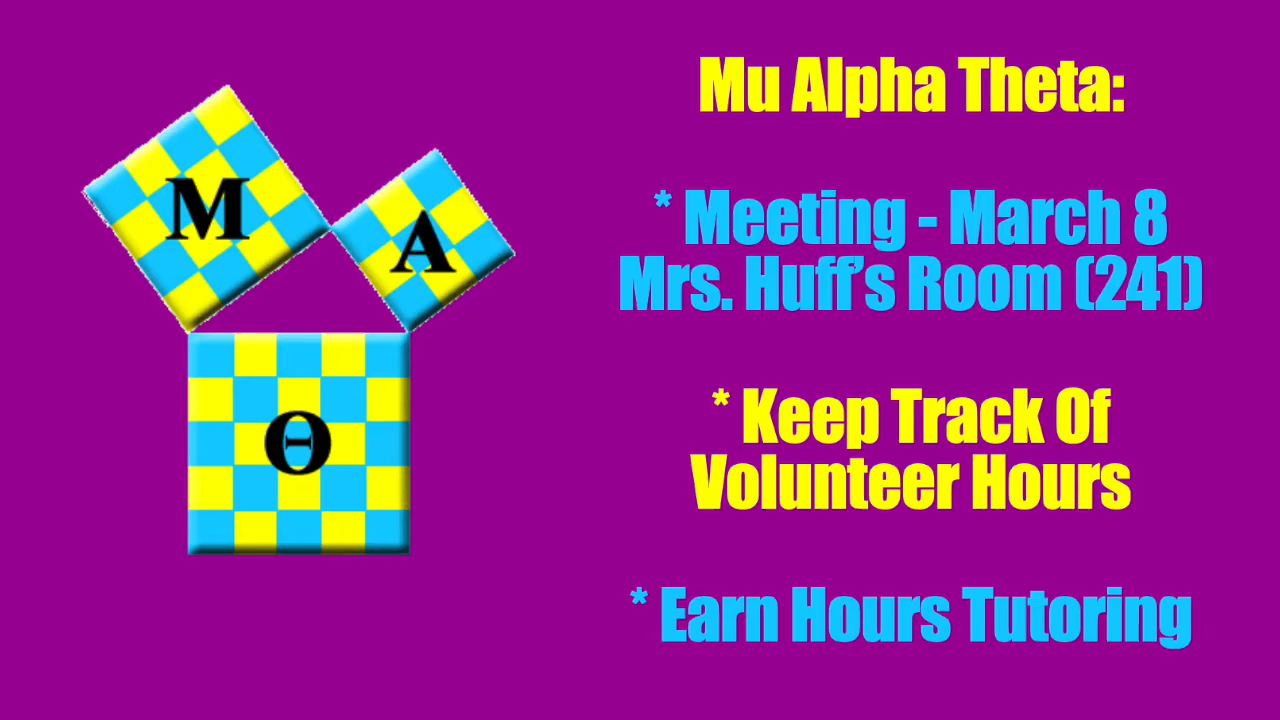 M
A
Θ
Mu Alpha Theta:
* Meeting - March 8
Mrs. Huff's Room (241)
* Keep Track Of
Volunteer Hours
* Earn Hours Tutoring